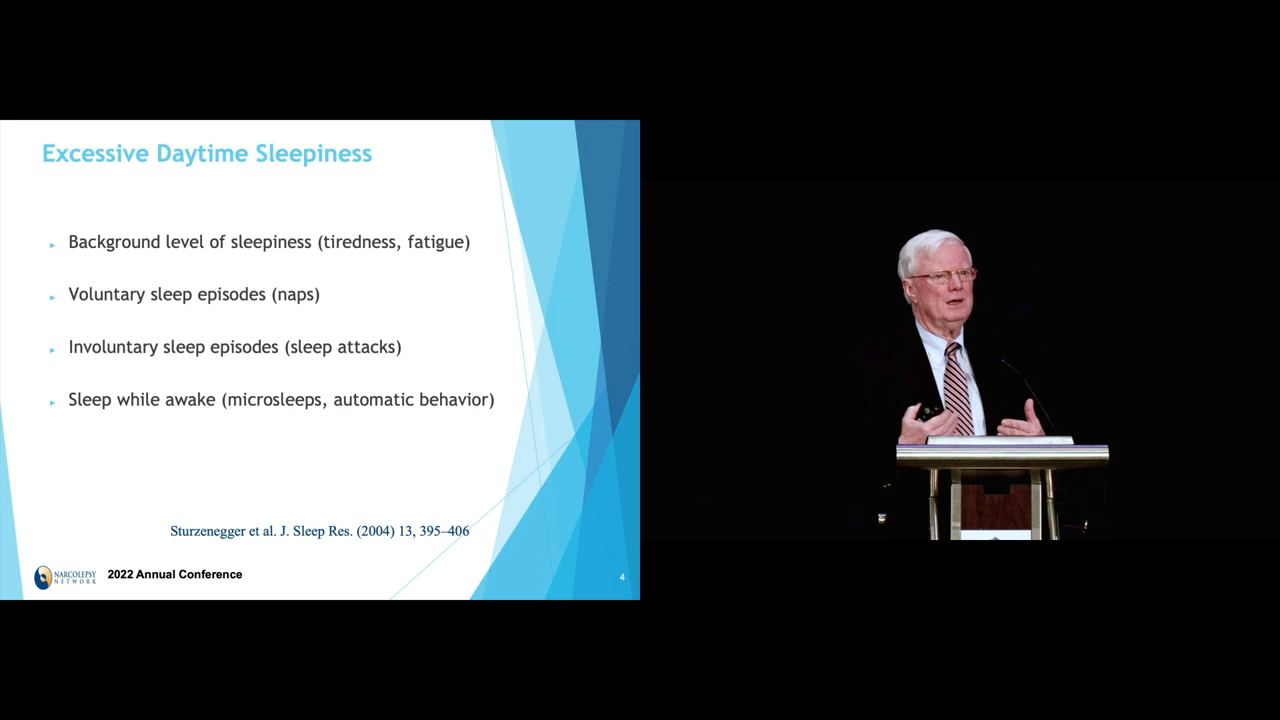 Excessive Daytime Sleepiness
Background level of sleepiness (tiredness, fatigue)
Voluntary sleep episodes (naps)
Involuntary sleep episodes (sleep attacks)
Sleep while awake (microsleeps, automatic behavior)
Sturzenegger et al. J. Sleep Res. (2004) 13, 395–406
NARCOLEPSY
NETWORK
2022 Annual Conference
4